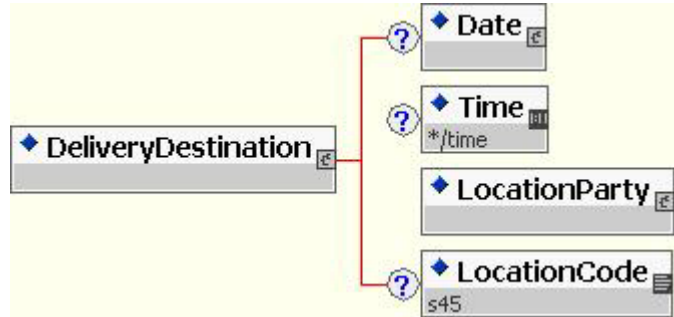 Date
?
Time
?
*/time
DeliveryDestination
LocationParty
LocationCode
?
s45